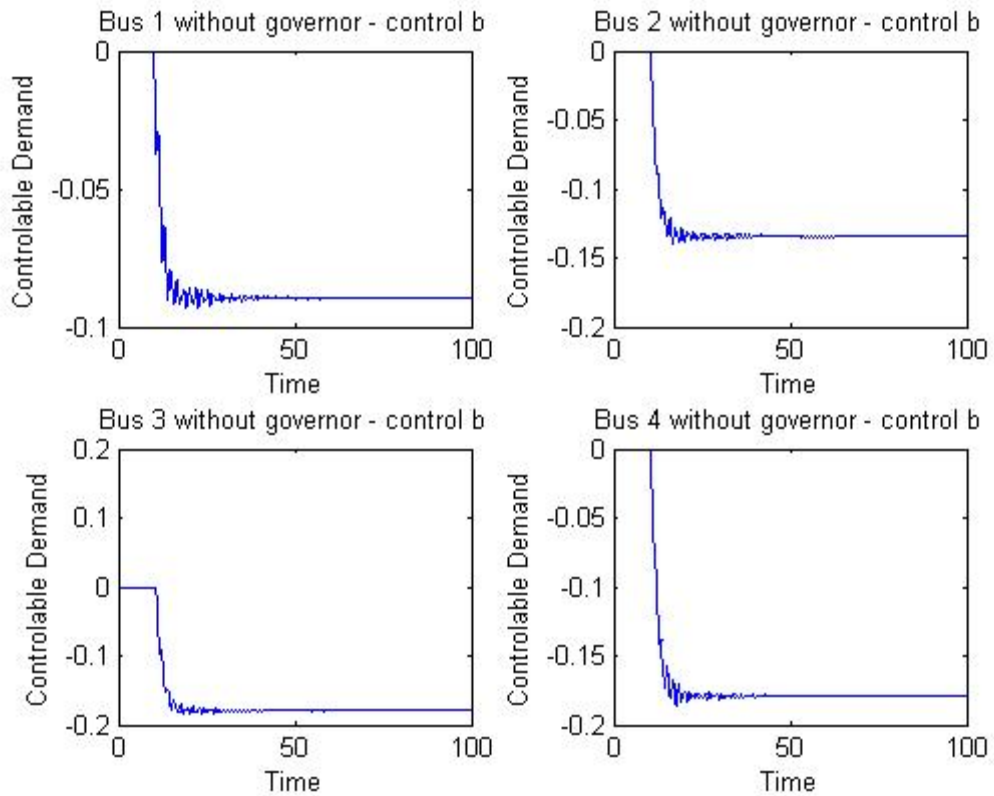 Bus 1 without governor - control b
0
-0.05
-0.1
Controlable Demand
0
50
100
Time
Bus 2 without governor - control b
0
-0.05
-0.1
-0.15
-0.2
Controlable Demand
0
50
100
Time
Bus 3 without governor - control b
0.2
0.1
0
-0.1
-0.2
Controlable Demand
0
50
100
Time
Bus 4 without governor - control b
0
-0.05
-0.1
-0.15
-0.2
Controlable Demand
0
50
100
Time